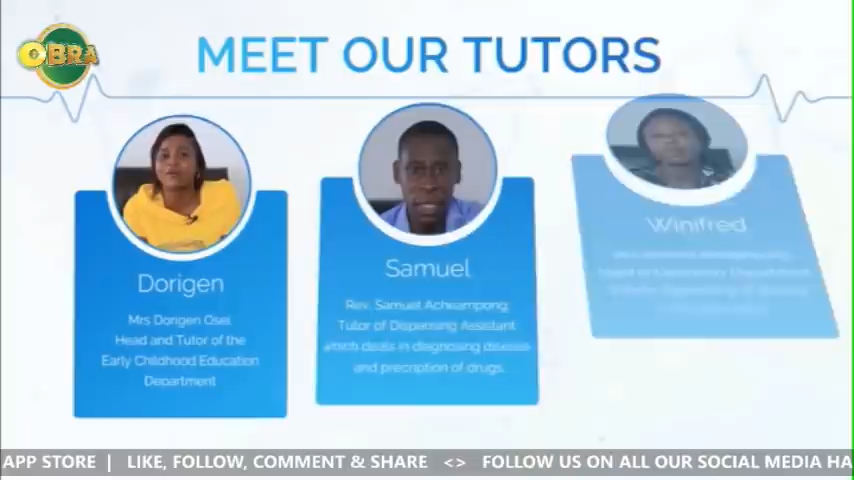 OBRA
MEET OUR TUTORS
Dorigen
Mrs Dorigen Osei
Head and Tutor of the
Early Childhood Education
Department
Samuel
Rev. Samuel Acheampong
Tutor of Dispensing Assistant
which deals in diagnosing disease
and precription of drugs.
Winifred
APP STORE | LIKE, FOLLOW, COMMENT & SHARE <> FOLLOW US ON ALL OUR SOCIAL MEDIA HA